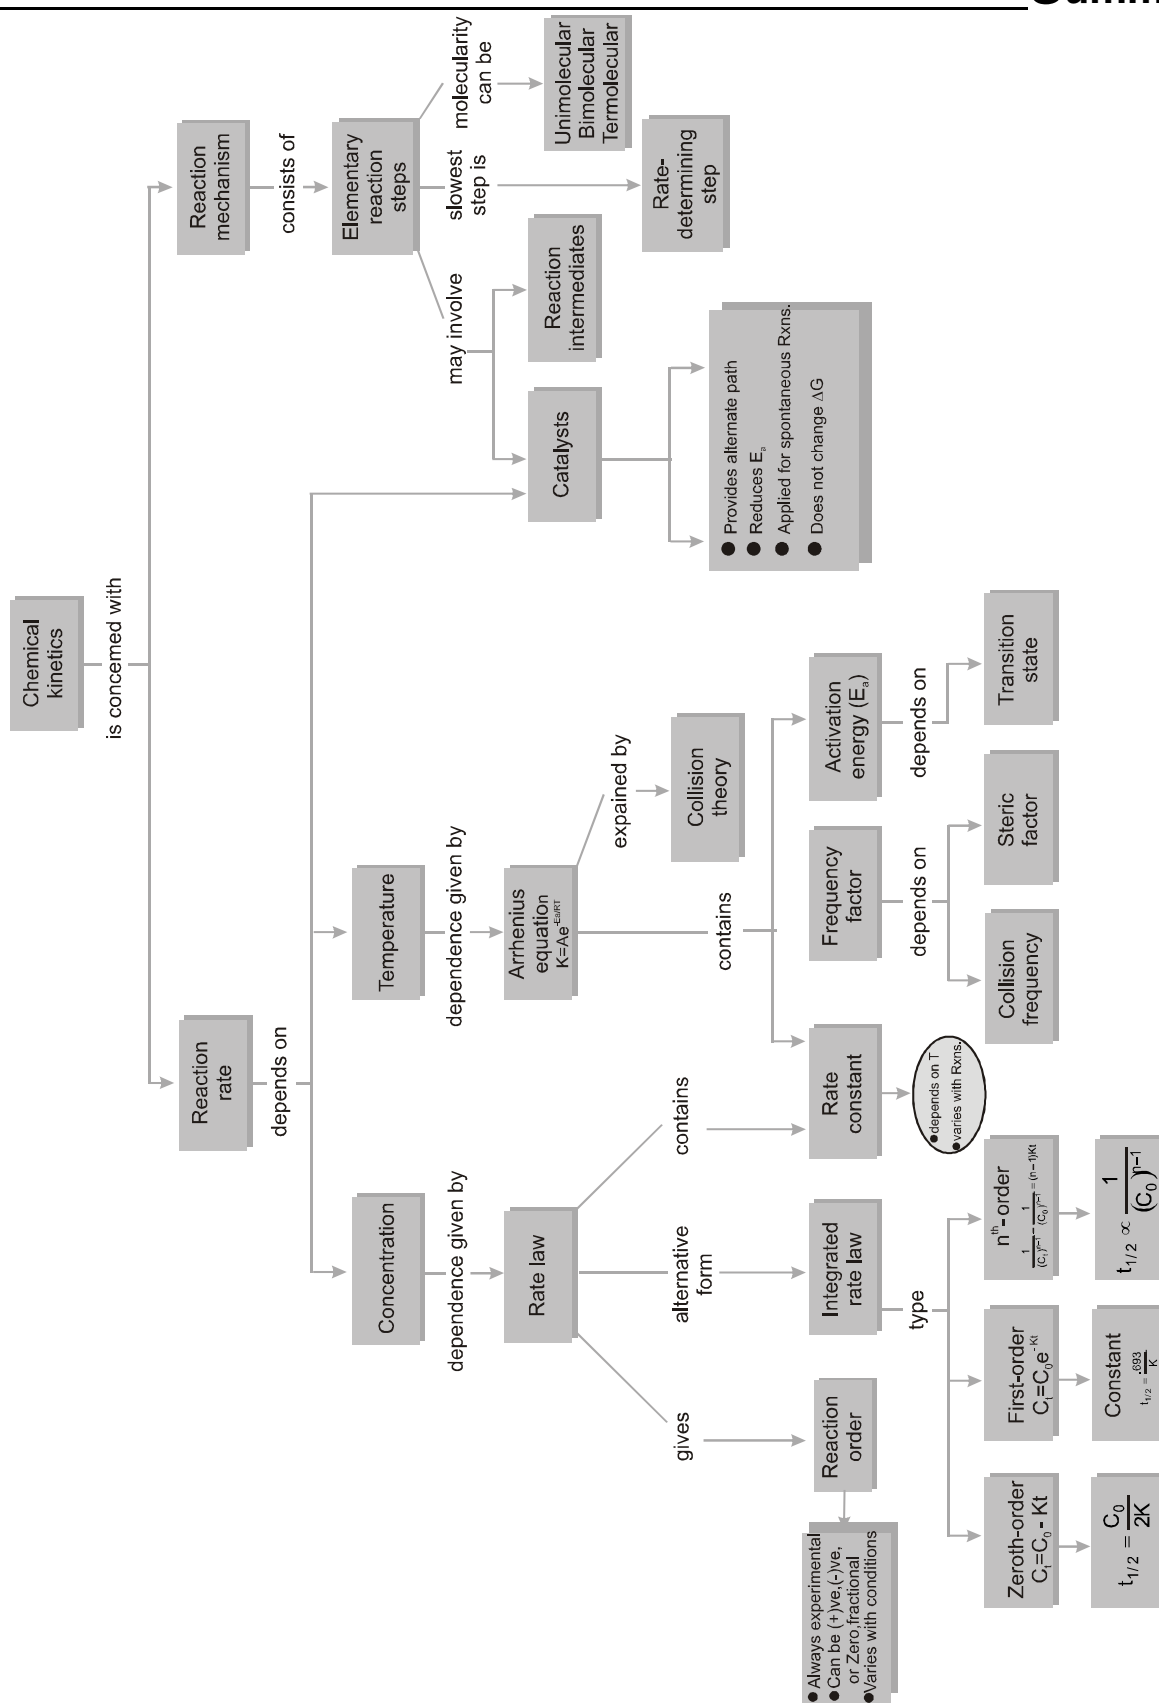 Chemical
kinetics
is concemed with
Reaction
rate
depends on
Reaction
mechanism
consists of
Concentration
dependence given by
Temperature
dependence given by
Elementary
reaction
steps
may involve
slowest
step is
molecularity
can be
Rate law
Arrhenius
equation
K=Ae-Ea/RT
expained by
Catalysts
Reaction
intermediates
Unimolecular
Bimolecular
Termolecular
gives
alternative
form
contains
contains
Collision
theory
Rate-
determining
step
● Provides alternate path
● Reduces Ea
● Applied for spontaneous Rxns.
● Does not change ΔG
Reaction
order
Integrated
rate law
Rate
constant
Frequency
factor
Activation
energy (Ea)
● Always experimental
● Can be (+)ve,(-)ve,
or Zero,fractional
● Varies with conditions
type
● depends on T
● varies with Rxns.
depends on
depends on
Zeroth-order
Ct=C0 - Kt
First-order
Ct=C0e-Kt
nth- order
1/(Ct)n−1 − 1/(C0)n−1 = (n−1)Kt
Collision
frequency
Steric
factor
Transition
state
t1/2 = C0/2K
Constant
t1/2 = .693/K
t1/2 ∝ 1/(C0)n−1